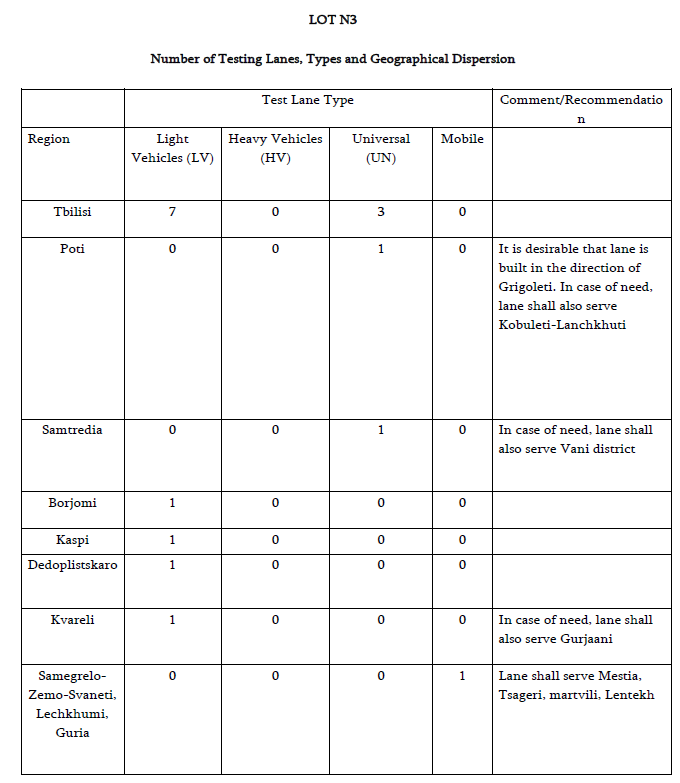 LOT N3
Number of Testing Lanes, Types and Geographical Dispersion
Test Lane Type
Comment/Recommendatio
n
Region
Light
Vehicles (LV)
Heavy Vehicles
(HV)
Universal
(UN)
Mobile
Tbilisi 7 0 3 0
Poti 0 0 1 0 It is desirable that lane is
built in the direction of
Grigoleti. In case of need,
lane shall also serve
Kobuleti-Lanchkhuti
Samtredia 0 0 1 0 In case of need, lane shall
also serve Vani district
Borjomi 1 0 0 0
Kaspi 1 0 0 0
Dedoplistskaro 1 0 0 0
Kvareli 1 0 0 0 In case of need, lane shall
also serve Gurjaani
Samegrelo- 0 0 0 1 Lane shall serve Mestia,
Zemo-Svaneti, Tsageri, martvili, Lentekh
Lechkhumi,
Guria